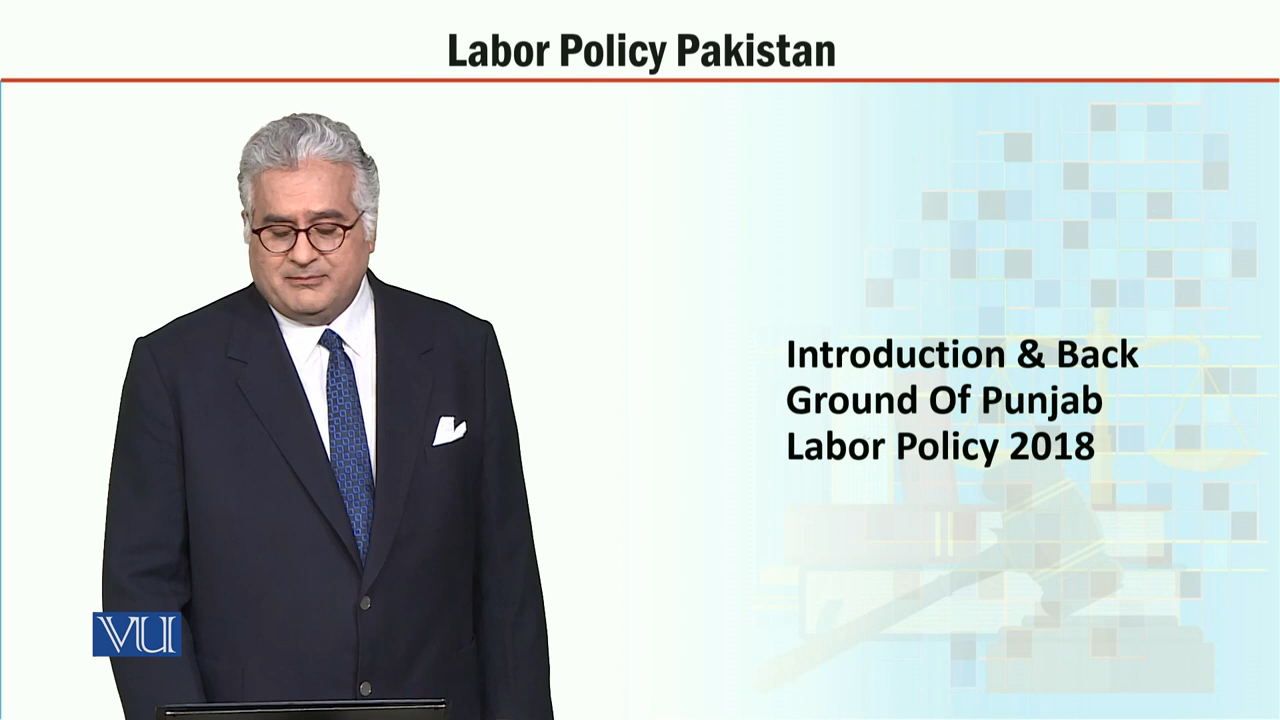 Labor Policy Pakistan
Introduction & Back
Ground Of Punjab
Labor Policy 2018
VU